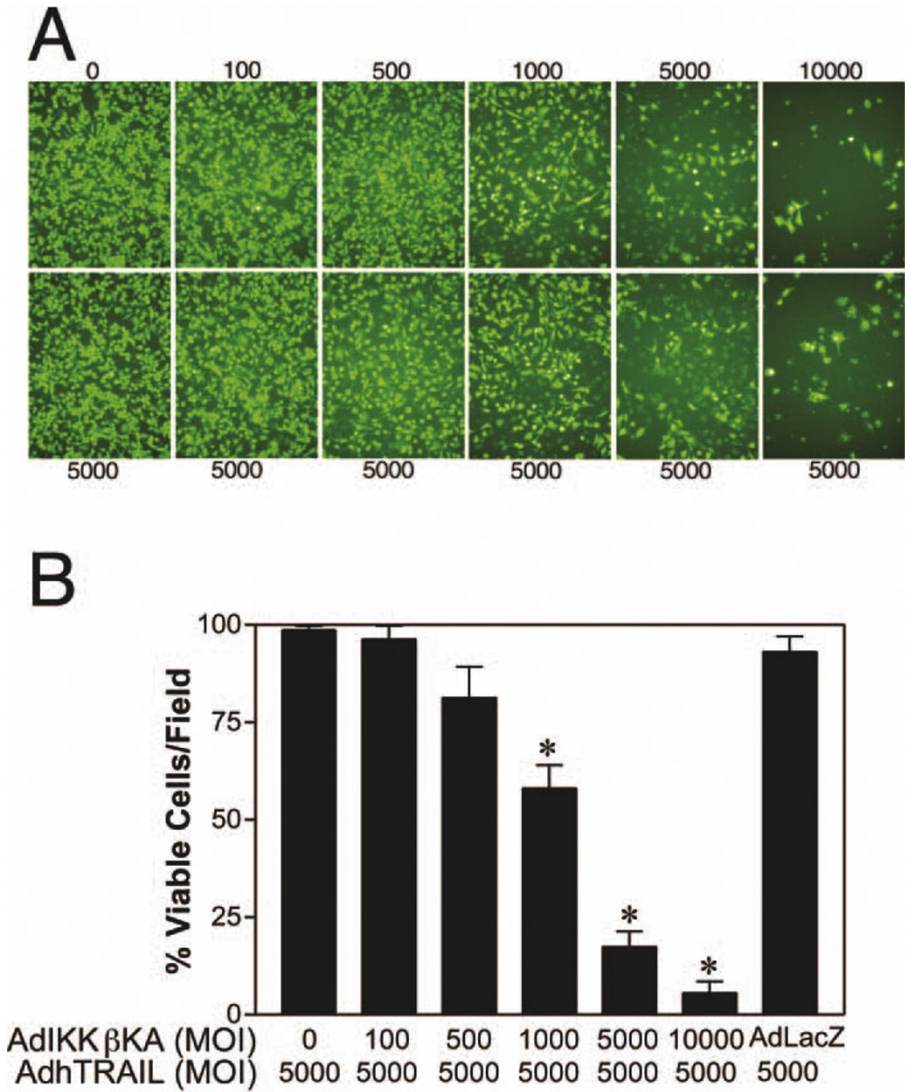 A
0 100 500 1000 5000 10000
5000 5000 5000 5000 5000 5000
B
% Viable Cells/Field
100
75
50
25
0
* * *
AdIKKβKA (MOI) 0 100 500 1000 5000 10000 AdLacZ
AdhTRAIL (MOI) 5000 5000 5000 5000 5000 5000 5000